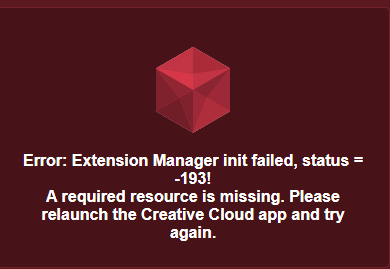 Error: Extension Manager init failed, status =
-193!
A required resource is missing. Please
relaunch the Creative Cloud app and try
again.